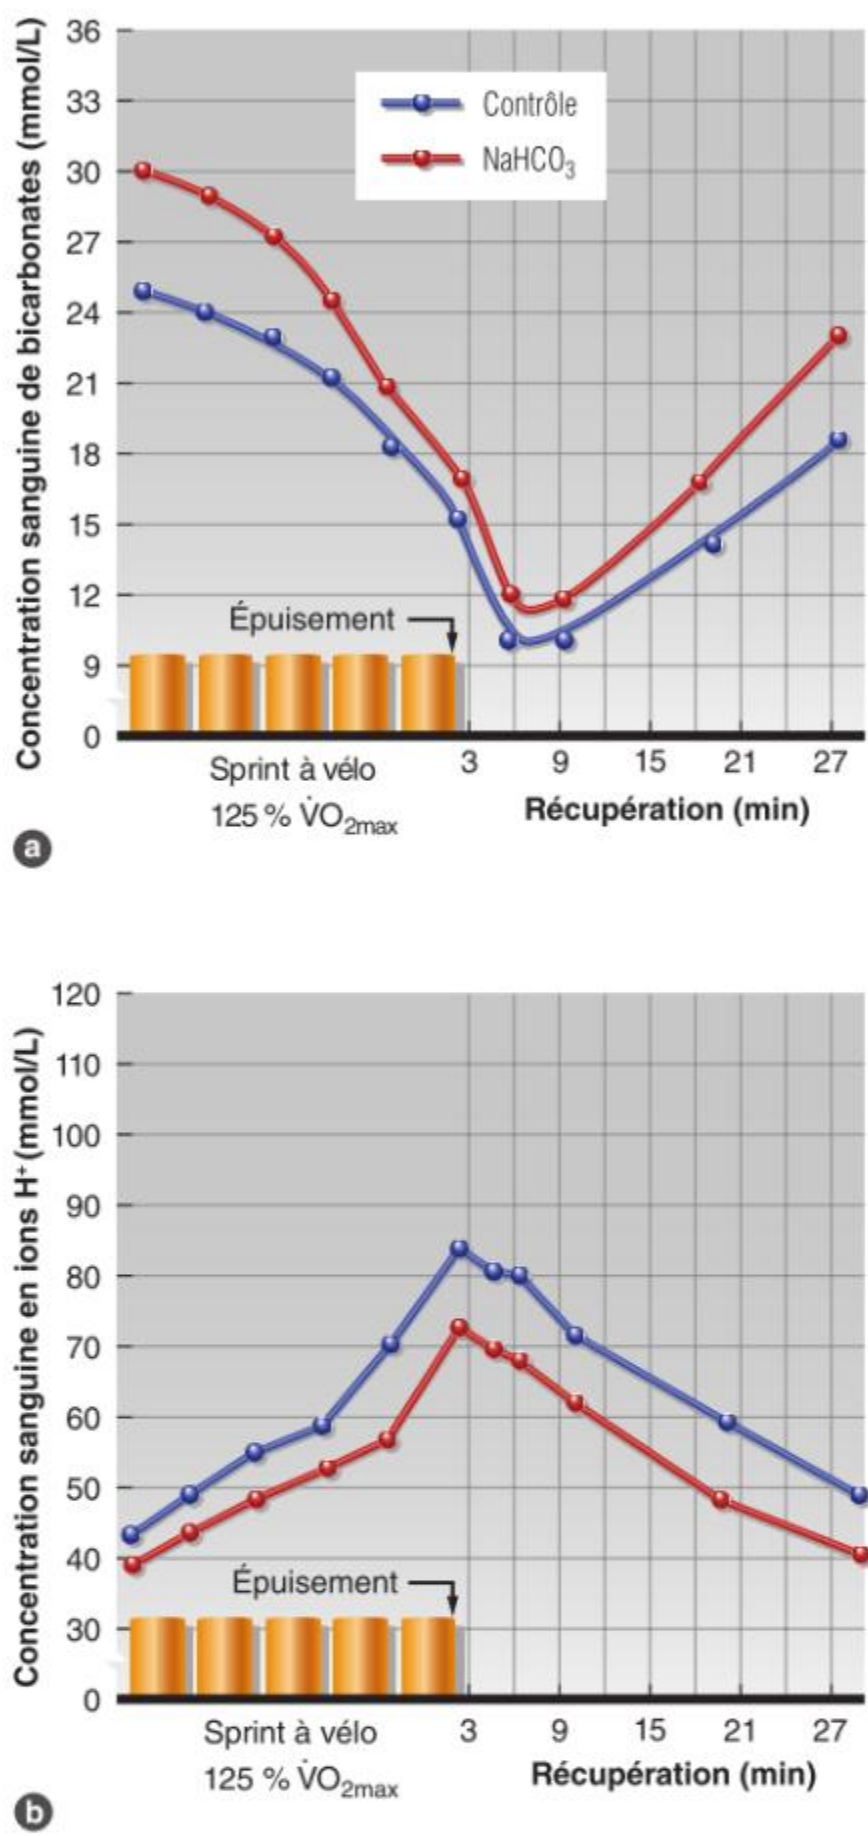 Concentration sanguine de bicarbonates (mmol/L)
36
33
30
27
24
21
18
15
12
9
0
Contrôle
NaHCO₃
Épuisement
Sprint à vélo
125 % V̇O₂max
3 9 15 21 27
Récupération (min)
a
Concentration sanguine en ions H⁺ (mmol/L)
120
110
100
90
80
70
60
50
40
30
0
Épuisement
Sprint à vélo
125 % V̇O₂max
3 9 15 21 27
Récupération (min)
b